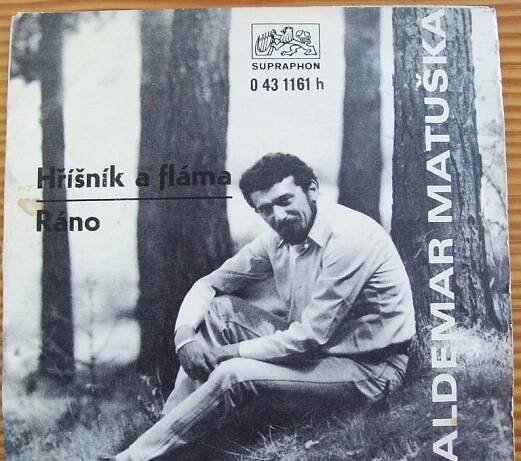 SUPRAPHON
0 43 1161 h
Hříšník a fláma
Ráno
ALDEMAR MATUŠKA